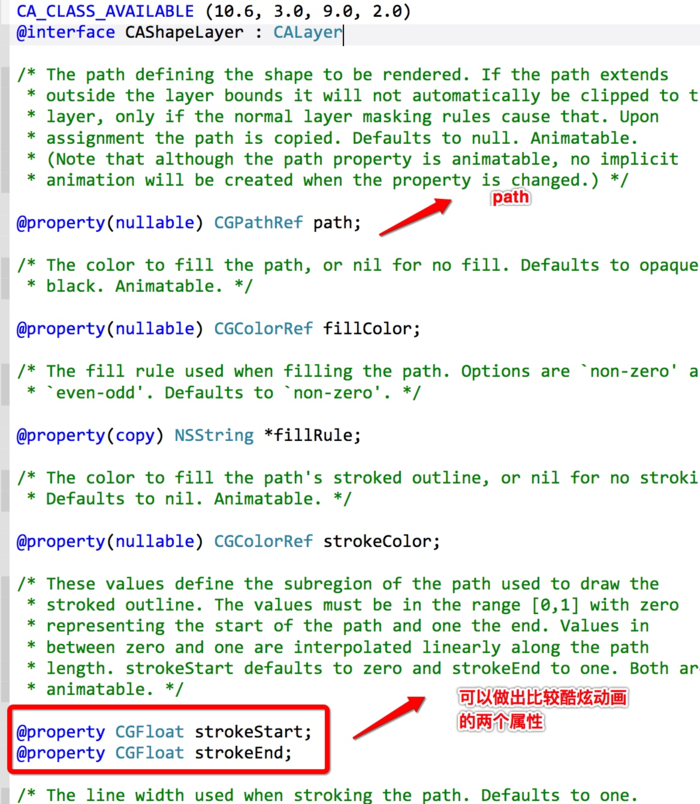 CA_CLASS_AVAILABLE (10.6, 3.0, 9.0, 2.0)
@interface CAShapeLayer : CALayer
/* The path defining the shape to be rendered. If the path extends
* outside the layer bounds it will not automatically be clipped to t
* layer, only if the normal layer masking rules cause that. Upon
* assignment the path is copied. Defaults to null. Animatable.
* (Note that although the path property is animatable, no implicit
* animation will be created when the property is changed.) */
path
@property(nullable) CGPathRef path;
/* The color to fill the path, or nil for no fill. Defaults to opaque
* black. Animatable. */
@property(nullable) CGColorRef fillColor;
/* The fill rule used when filling the path. Options are `non-zero' a
* `even-odd'. Defaults to `non-zero'. */
@property(copy) NSString *fillRule;
/* The color to fill the path's stroked outline, or nil for no stroki
* Defaults to nil. Animatable. */
@property(nullable) CGColorRef strokeColor;
/* These values define the subregion of the path used to draw the
* stroked outline. The values must be in the range [0,1] with zero
* representing the start of the path and one the end. Values in
* between zero and one are interpolated linearly along the path
* length. strokeStart defaults to zero and strokeEnd to one. Both ar
* animatable. */
可以做出比较酷炫动画
的两个属性
@property CGFloat strokeStart;
@property CGFloat strokeEnd;
/* The line width used when stroking the path. Defaults to one.